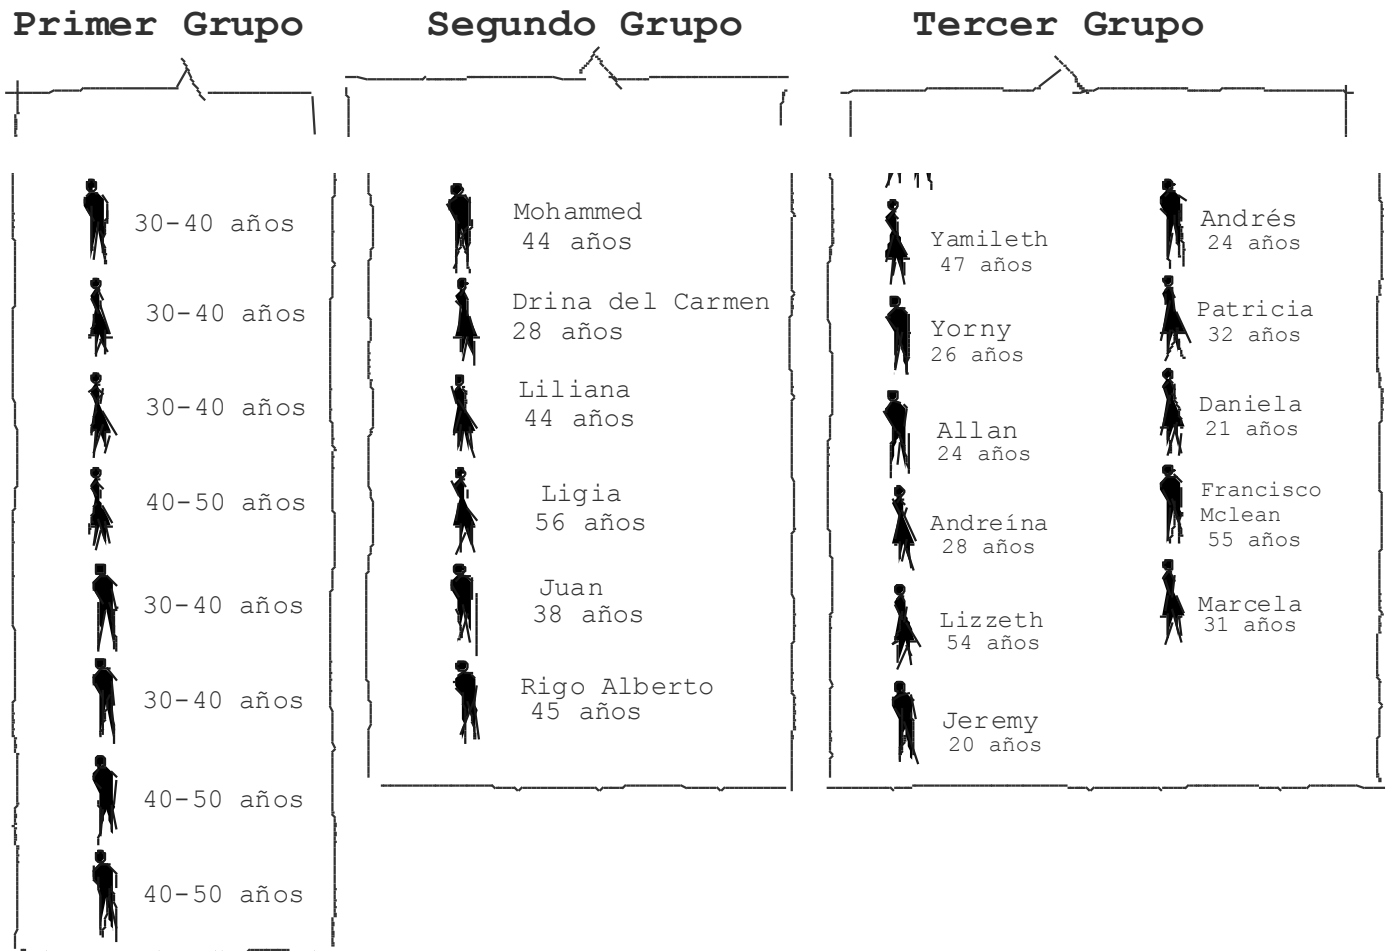 Primer Grupo
30-40 años
30-40 años
30-40 años
40-50 años
30-40 años
30-40 años
40-50 años
40-50 años
Segundo Grupo
Mohammed
44 años
Drina del Carmen
28 años
Liliana
44 años
Ligia
56 años
Juan
38 años
Rigo Alberto
45 años
Tercer Grupo
Yamileth
47 años
Yorny
26 años
Allan
24 años
Andreína
28 años
Lizzeth
54 años
Jeremy
20 años
Andrés
24 años
Patricia
32 años
Daniela
21 años
Francisco
Mclean
55 años
Marcela
31 años